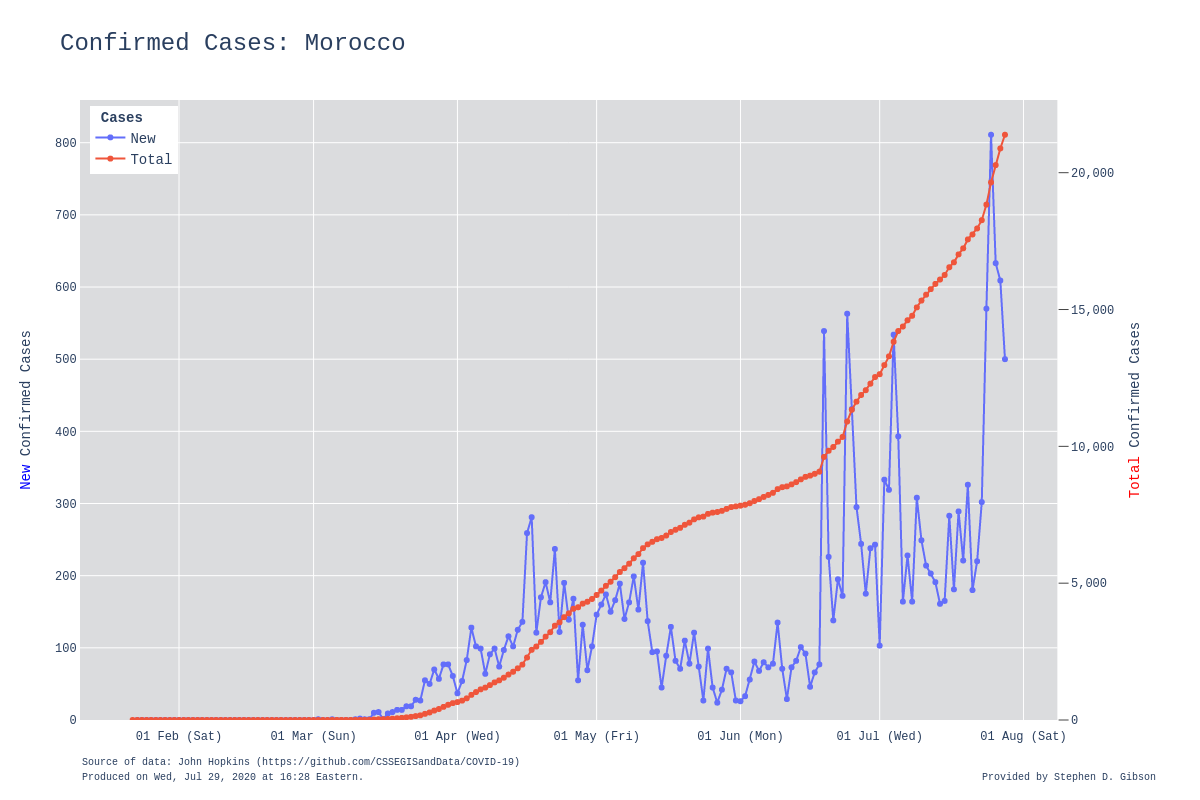 Confirmed Cases: Morocco
Cases
New
Total
800
700
600
500
400
300
200
100
0
New Confirmed Cases
20,000
15,000
10,000
5,000
0
Total Confirmed Cases
01 Feb (Sat) 01 Mar (Sun) 01 Apr (Wed) 01 May (Fri) 01 Jun (Mon) 01 Jul (Wed) 01 Aug (Sat)
Source of data: John Hopkins (https://github.com/CSSEGISandData/COVID-19)
Produced on Wed, Jul 29, 2020 at 16:28 Eastern.
Provided by Stephen D. Gibson